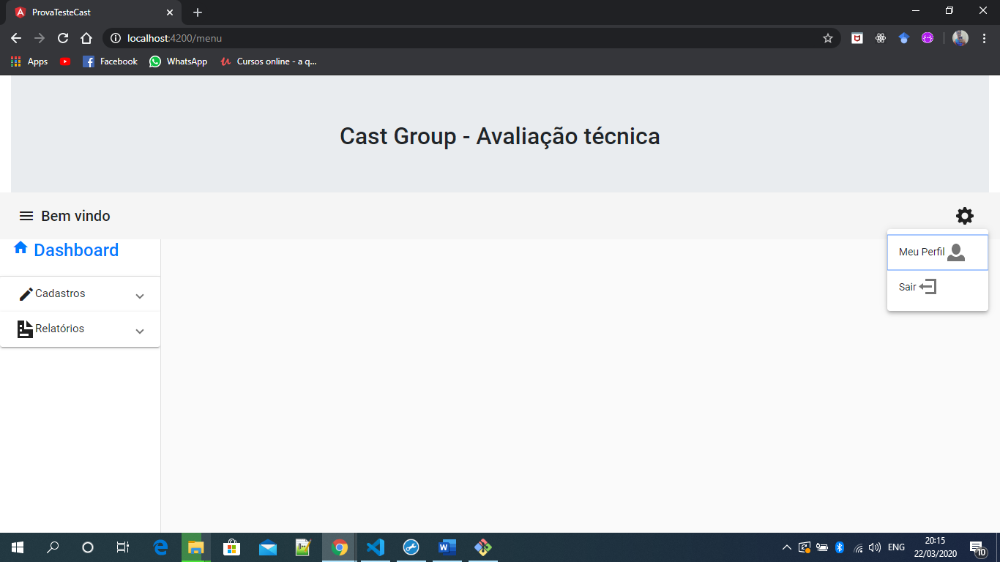 ProvaTesteCast
localhost:4200/menu
Apps Facebook WhatsApp Cursos online - a q...
Cast Group - Avaliação técnica
Bem vindo
Dashboard
Meu Perfil
Sair
Cadastros
Relatórios
ENG
20:15
22/03/2020
10